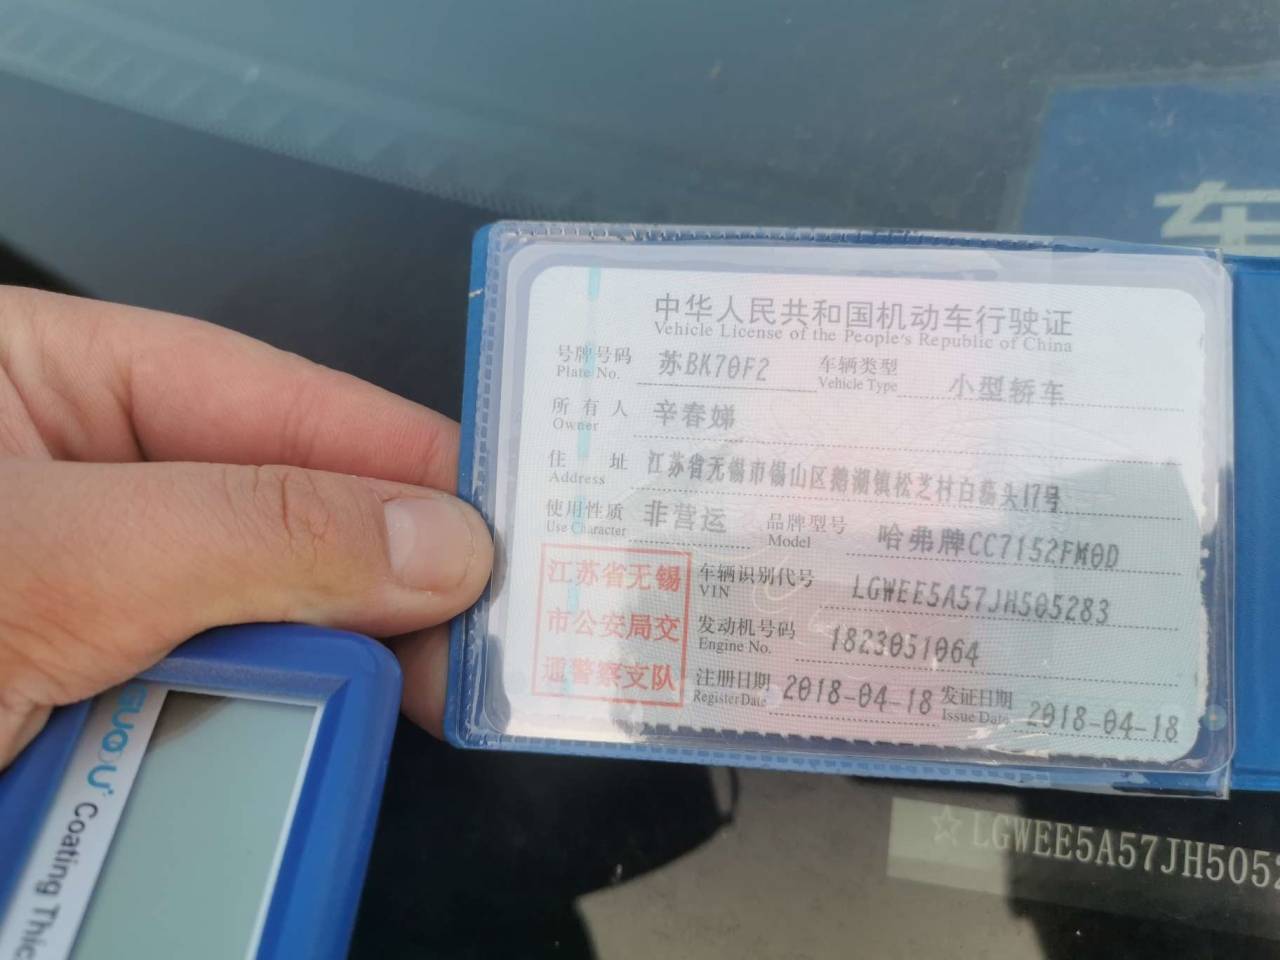 车
中华人民共和国机动车行驶证
Vehicle License of the People's Republic of China
号牌号码 苏BK70F2 车辆类型 小型轿车
Plate No. Vehicle Type
所有人 辛春娣
Owner
住址 江苏省无锡市锡山区鹅湖镇松芝村白荡头17号
Address
使用性质 非营运 品牌型号 哈弗牌CC7152FM0D
Use Character Model
江苏省无锡
市公安局交
通警察支队
车辆识别代号 LGWEE5A57JH505283
VIN
发动机号码 1823051064
Engine No.
注册日期 2018-04-18 发证日期 2018-04-18
Register Date Issue Date
☆LGWEE5A57JH5052
GUOU
Coating Thic